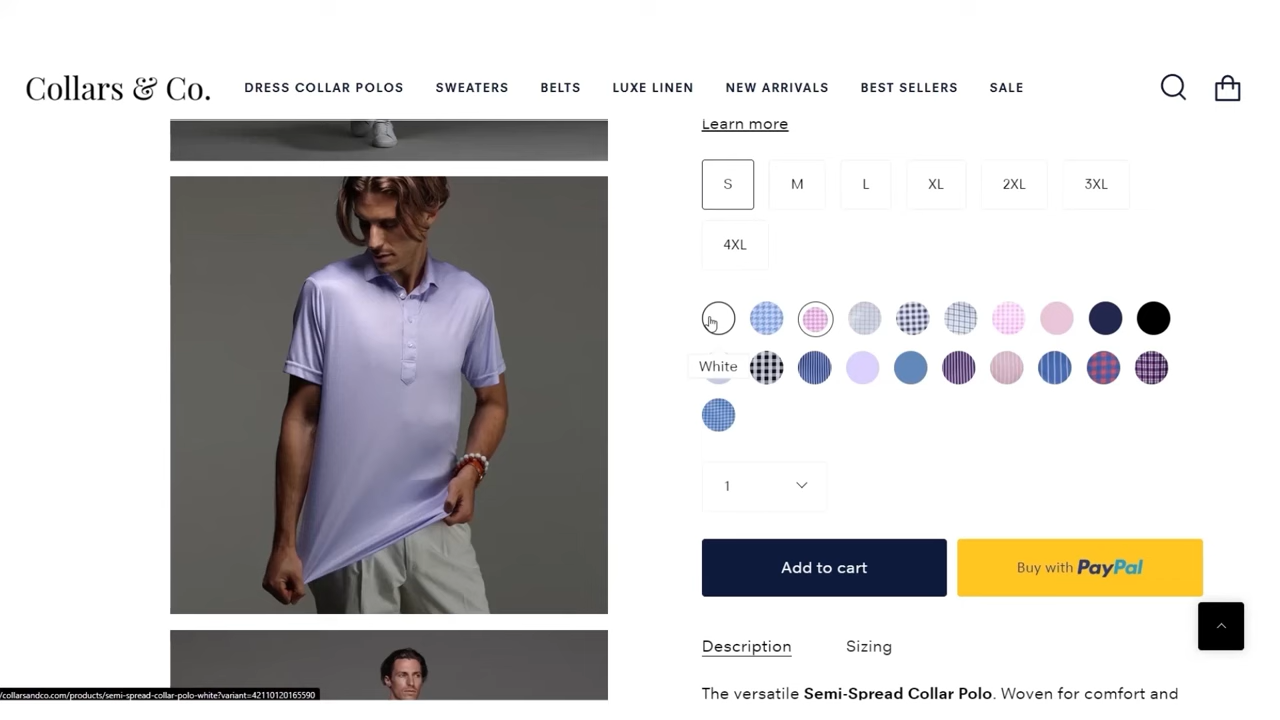 Collars & Co.
DRESS COLLAR POLOS SWEATERS BELTS LUXE LINEN NEW ARRIVALS BEST SELLERS SALE
Learn more
S M L XL 2XL 3XL
4XL
White
1
Add to cart
Buy with PayPal
Description Sizing
The versatile Semi-Spread Collar Polo. Woven for comfort and
/collarsandco.com/products/semi-spread-collar-polo-white?variant=42110120165590